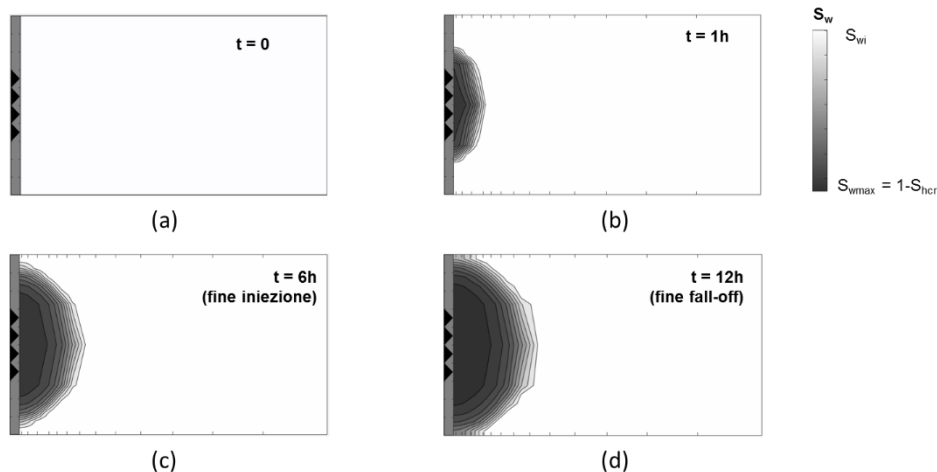 t = 0
(a)
t = 1h
(b)
S_w
S_wi
S_wmax = 1-S_hcr
t = 6h
(fine iniezione)
(c)
t = 12h
(fine fall-off)
(d)